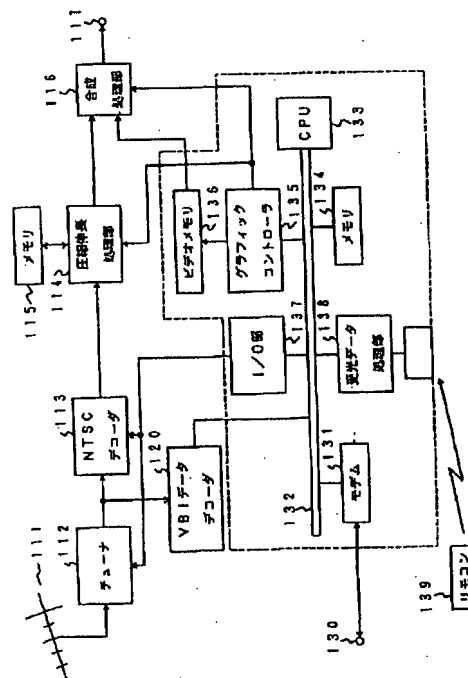 111
112
チューナ
113
NTSC
デコーダ
120
VBIデータ
デコーダ
115
メモリ
114
圧縮伸長
処理部
116
合成
処理部
117
136
ビデオメモリ
135
グラフィック
コントローラ
137
I/O部
133
CPU
134
メモリ
138
受光データ
処理部
132
131
モデム
130
139
リモコン